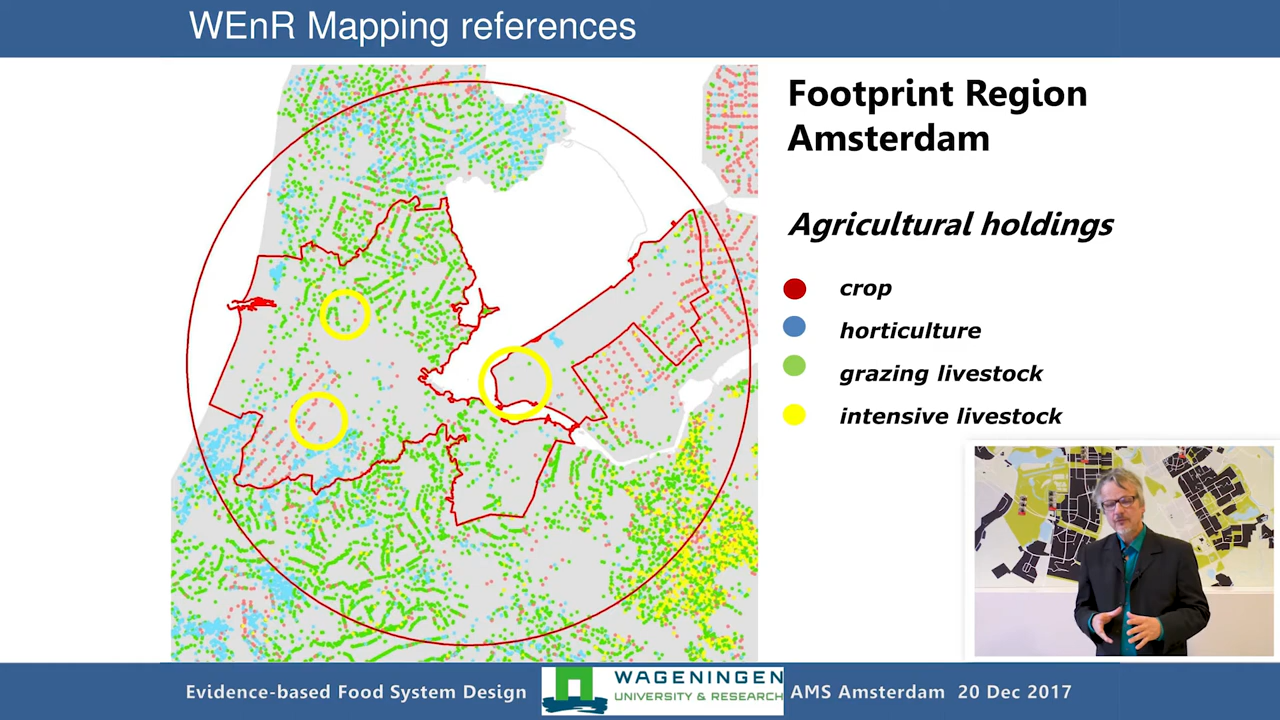 WEnR Mapping references
Footprint Region
Amsterdam
Agricultural holdings
crop
horticulture
grazing livestock
intensive livestock
Evidence-based Food System Design
WAGENINGEN
UNIVERSITY & RESEARCH
AMS Amsterdam 20 Dec 2017